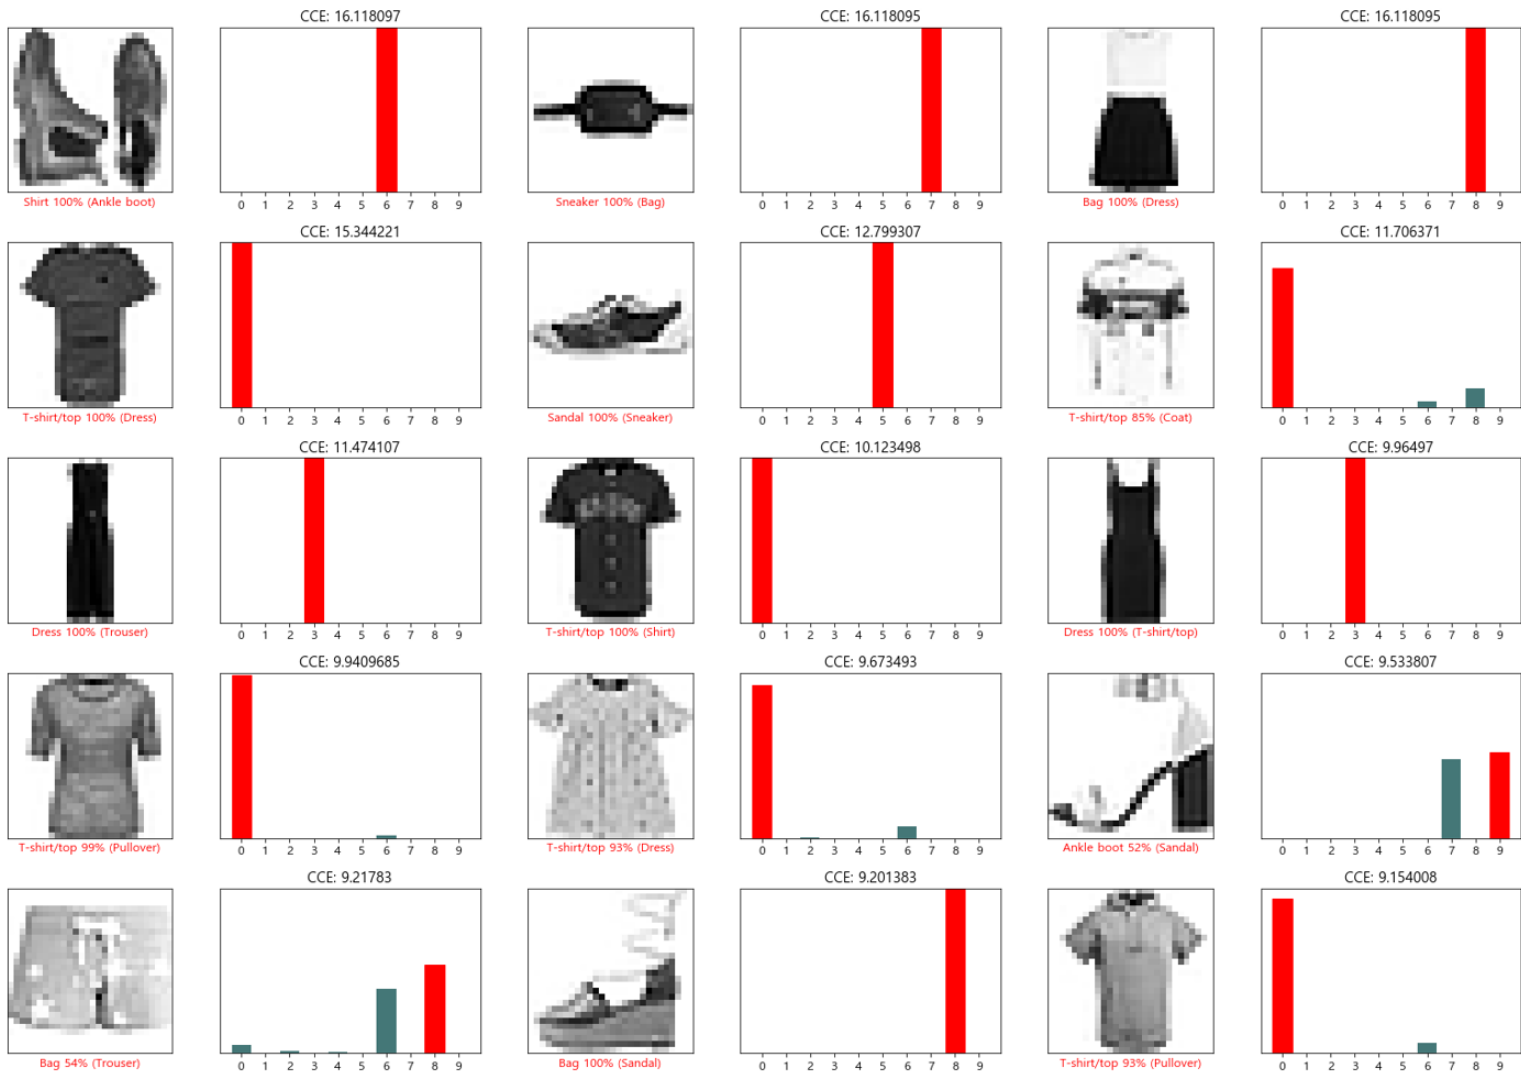 CCE: 16.118097
CCE: 16.118095
CCE: 16.118095
0 1 2 3 4 5 6 7 8 9
0 1 2 3 4 5 6 7 8 9
0 1 2 3 4 5 6 7 8 9
Shirt 100% (Ankle boot)
Sneaker 100% (Bag)
Bag 100% (Dress)
CCE: 15.344221
CCE: 12.799307
CCE: 11.706371
0 1 2 3 4 5 6 7 8 9
0 1 2 3 4 5 6 7 8 9
0 1 2 3 4 5 6 7 8 9
T-shirt/top 100% (Dress)
Sandal 100% (Sneaker)
T-shirt/top 85% (Coat)
CCE: 11.474107
CCE: 10.123498
CCE: 9.96497
0 1 2 3 4 5 6 7 8 9
0 1 2 3 4 5 6 7 8 9
0 1 2 3 4 5 6 7 8 9
Dress 100% (Trouser)
T-shirt/top 100% (Shirt)
Dress 100% (T-shirt/top)
CCE: 9.9409685
CCE: 9.673493
CCE: 9.533807
0 1 2 3 4 5 6 7 8 9
0 1 2 3 4 5 6 7 8 9
0 1 2 3 4 5 6 7 8 9
T-shirt/top 99% (Pullover)
T-shirt/top 93% (Dress)
Ankle boot 52% (Sandal)
CCE: 9.21783
CCE: 9.201383
CCE: 9.154008
0 1 2 3 4 5 6 7 8 9
0 1 2 3 4 5 6 7 8 9
0 1 2 3 4 5 6 7 8 9
Bag 54% (Trouser)
Bag 100% (Sandal)
T-shirt/top 93% (Pullover)